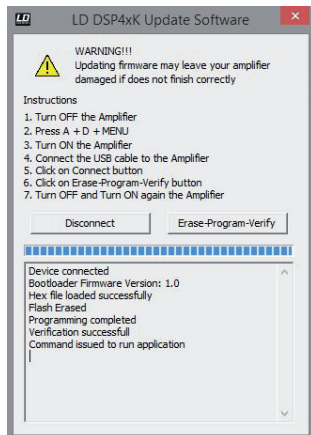 LD LD DSP4xK Update Software
WARNING!!!
Updating firmware may leave your amplifier
damaged if does not finish correctly
Instructions
1. Turn OFF the Amplifier
2. Press A + D + MENU
3. Turn ON the Amplifier
4. Connect the USB cable to the Amplifier
5. Click on Connect button
6. Click on Erase-Program-Verify button
7. Turn OFF and Turn ON again the Amplifier
Disconnect Erase-Program-Verify
Device connected
Bootloader Firmware Version: 1.0
Hex file loaded successfully
Flash Erased
Programming completed
Verification successfull
Command issued to run application